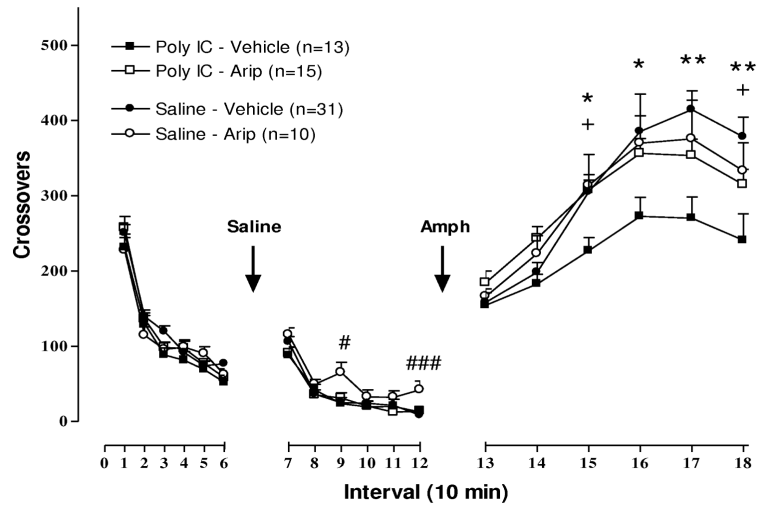 500
400
300
200
100
0
Crossovers
Poly IC - Vehicle (n=13)
Poly IC - Arip (n=15)
Saline - Vehicle (n=31)
Saline - Arip (n=10)
Saline
Amph
#
###
*
+
*
**
**
+
0 1 2 3 4 5 6 7 8 9 10 11 12 13 14 15 16 17 18
Interval (10 min)